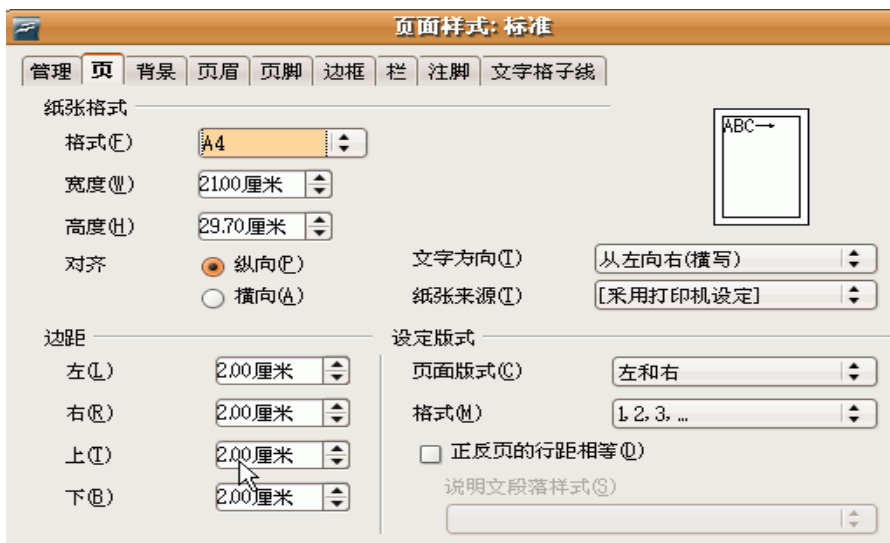 页面样式: 标准
管理 页 背景 页眉 页脚 边框 栏 注脚 文字格子线
纸张格式
格式(F) A4
ABC
宽度(W) 21.00厘米
高度(H) 29.70厘米
对齐 纵向(P) 文字方向(T) 从左向右(横写)
横向(A) 纸张来源(T) [采用打印机设定]
边距 设定版式
左(L) 2.00厘米 页面版式(C) 左和右
右(R) 2.00厘米 格式(M) 1, 2, 3, ...
上(T) 2.00厘米 正反页的行距相等(D)
说明文段落样式(S)
下(B) 2.00厘米